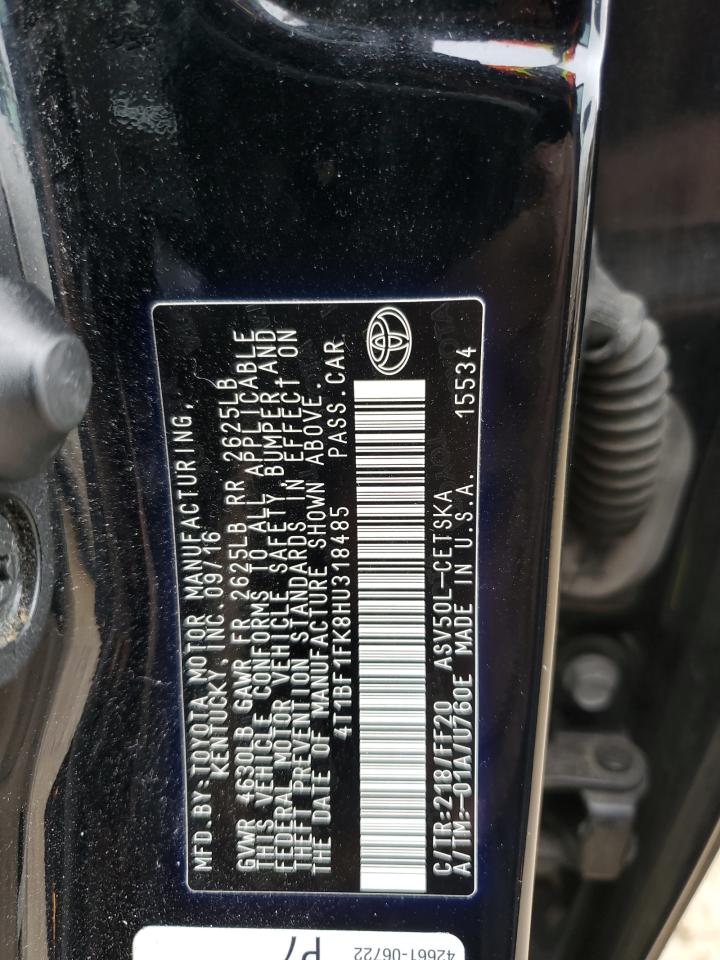 MFD.BY:TOYOTA MOTOR MANUFACTURING,
KENTUCKY, INC. 09/16
GVWR 4630LB GAWR FR 2625LB RR 2625LB
THIS VEHICLE CONFORMS TO ALL APPLICABLE
FEDERAL MOTOR VEHICLE SAFETY,BUMPER,AND
THEFT PREVENTION STANDARDS IN EFFECT ON
THE DATE OF MANUFACTURE SHOWN ABOVE.
4T1BF1FK8HU318485 PASS.CAR
C/TR:218/FF20 ASV50L-CETSKA
A/TM:-01A/U760E MADE IN U.S.A. 15534
42661-06722